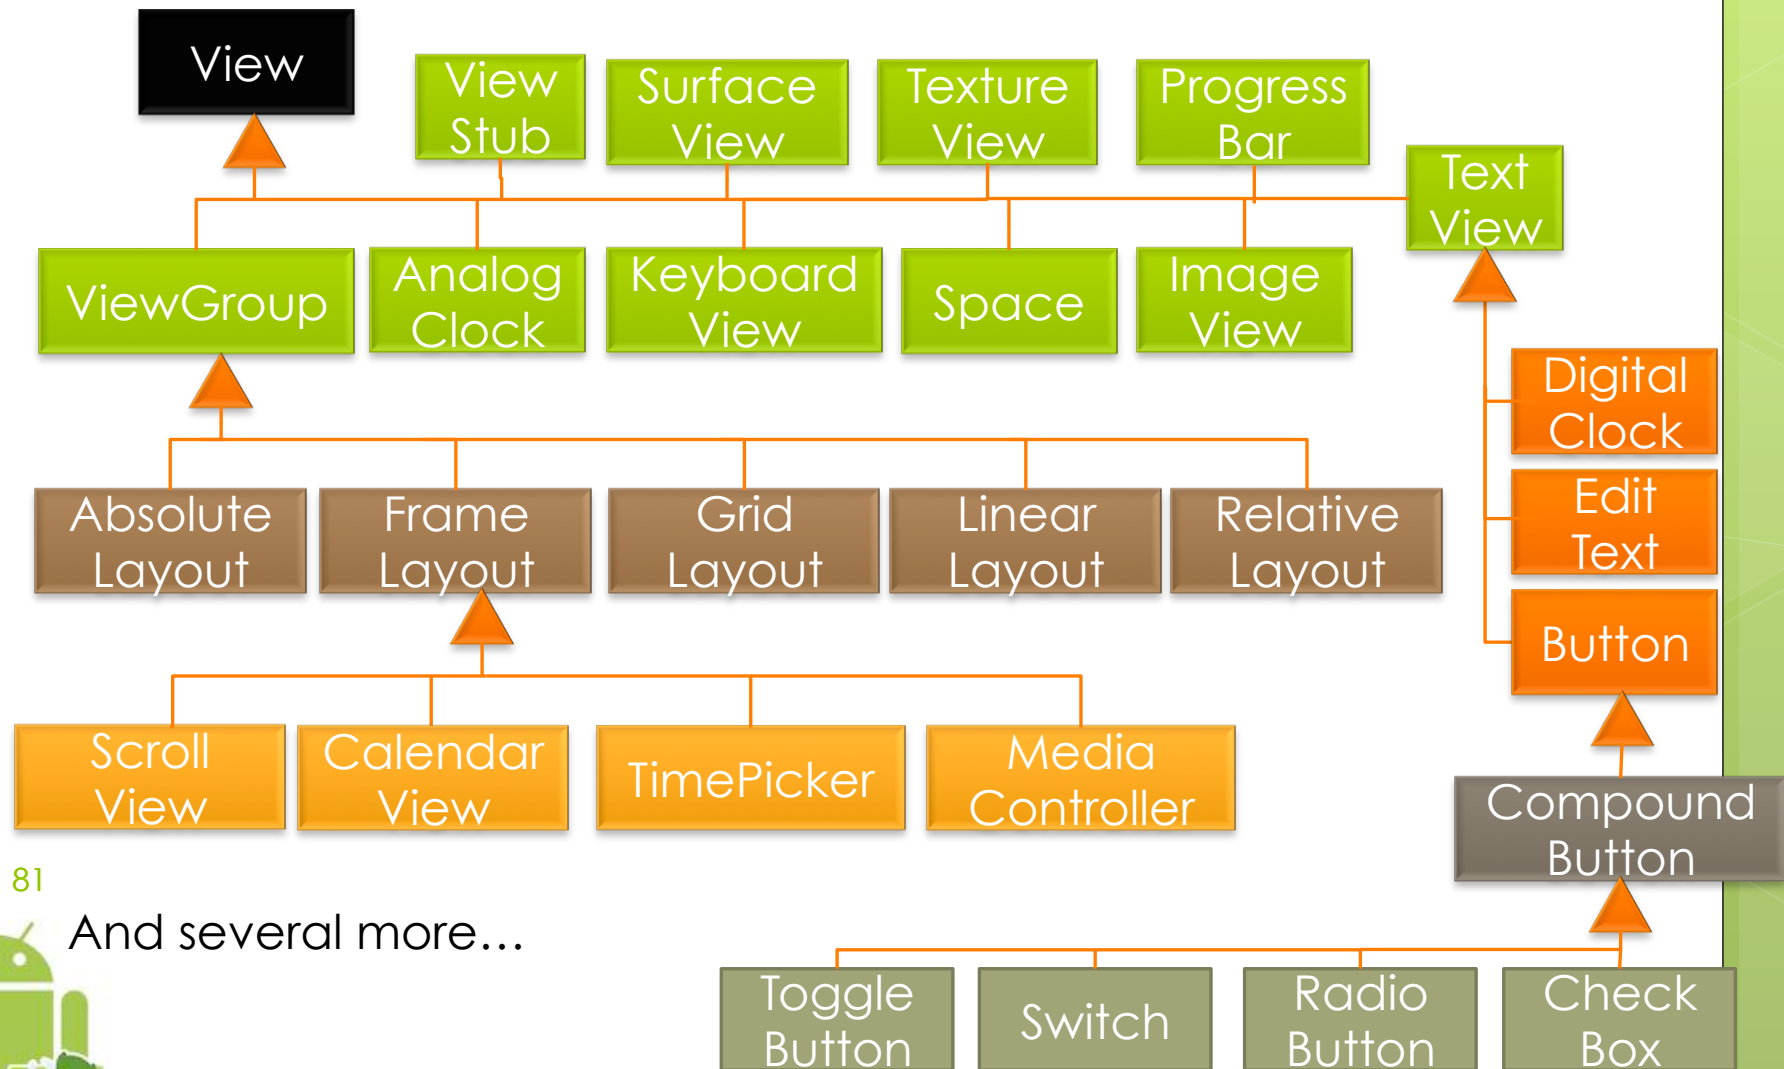 View
View
Stub
Surface
View
Texture
View
Progress
Bar
Text
View
ViewGroup
Analog
Clock
Keyboard
View
Space
Image
View
Digital
Clock
Edit
Text
Button
Absolute
Layout
Frame
Layout
Grid
Layout
Linear
Layout
Relative
Layout
Scroll
View
Calendar
View
TimePicker
Media
Controller
Compound
Button
81
And several more…
Toggle
Button
Switch
Radio
Button
Check
Box